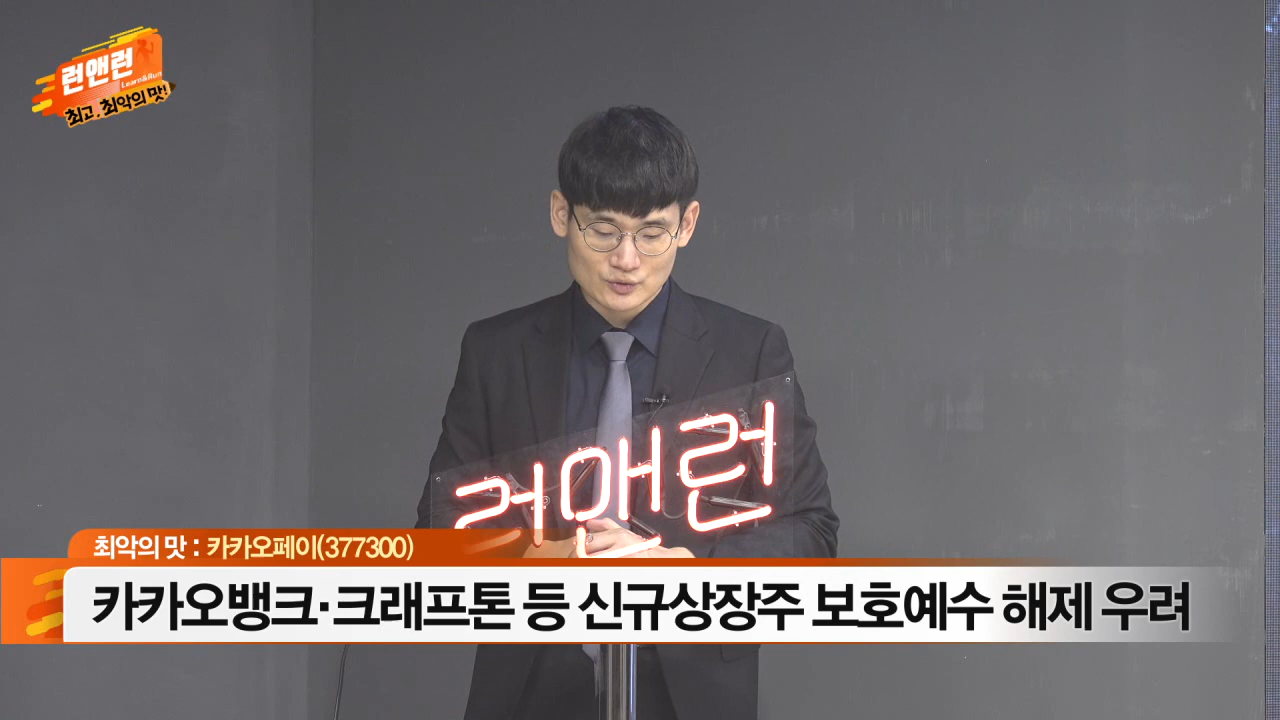 런앤런
Learn&Run
최고, 최악의 맛!
런앤런
최악의 맛 : 카카오페이(377300)
카카오뱅크·크래프톤 등 신규상장주 보호예수 해제 우려